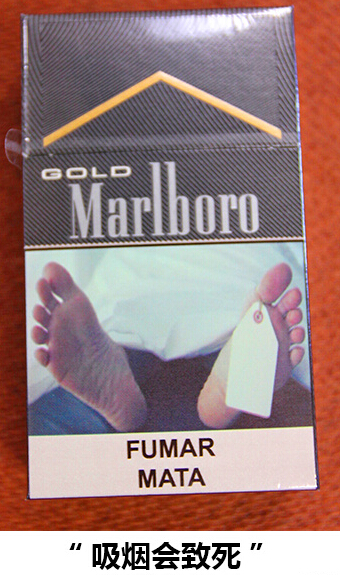 GOLD
Marlboro
FUMAR
MATA
“ 吸烟会致死 ”